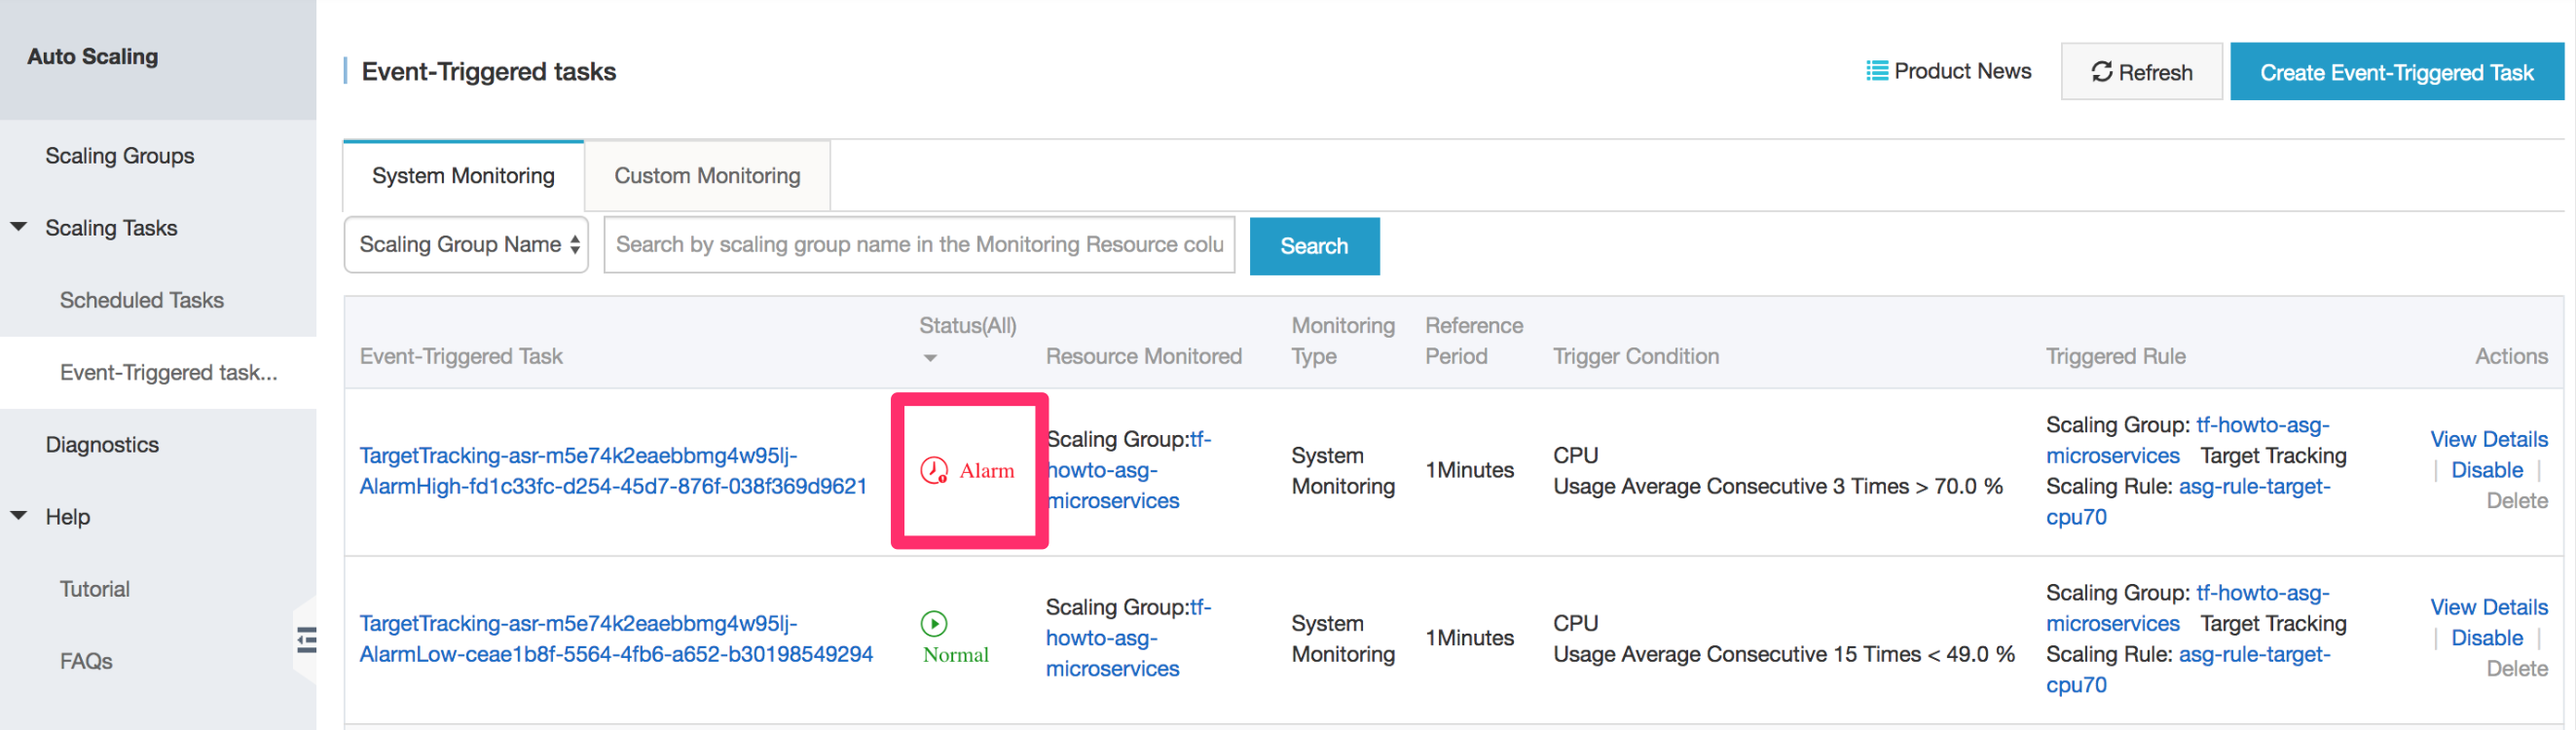 Auto Scaling
Scaling Groups
Scaling Tasks
Scheduled Tasks
Event-Triggered task...
Diagnostics
Help
Tutorial
FAQs
Event-Triggered tasks
Product News
Refresh
Create Event-Triggered Task
System Monitoring
Custom Monitoring
Scaling Group Name
Search by scaling group name in the Monitoring Resource colu
Search
Event-Triggered Task
Status(All)
Resource Monitored
Monitoring
Type
Reference
Period
Trigger Condition
Triggered Rule
Actions
TargetTracking-asr-m5e74k2eaebbmg4w95lj-
AlarmHigh-fd1c33fc-d254-45d7-876f-038f369d9621
Alarm
Scaling Group:tf-
howto-asg-
microservices
System
Monitoring
1Minutes
CPU
Usage Average Consecutive 3 Times > 70.0 %
Scaling Group: tf-howto-asg-
microservices Target Tracking
Scaling Rule: asg-rule-target-
cpu70
View Details
| Disable |
Delete
TargetTracking-asr-m5e74k2eaebbmg4w95lj-
AlarmLow-ceae1b8f-5564-4fb6-a652-b30198549294
Normal
Scaling Group:tf-
howto-asg-
microservices
System
Monitoring
1Minutes
CPU
Usage Average Consecutive 15 Times < 49.0 %
Scaling Group: tf-howto-asg-
microservices Target Tracking
Scaling Rule: asg-rule-target-
cpu70
View Details
| Disable |
Delete